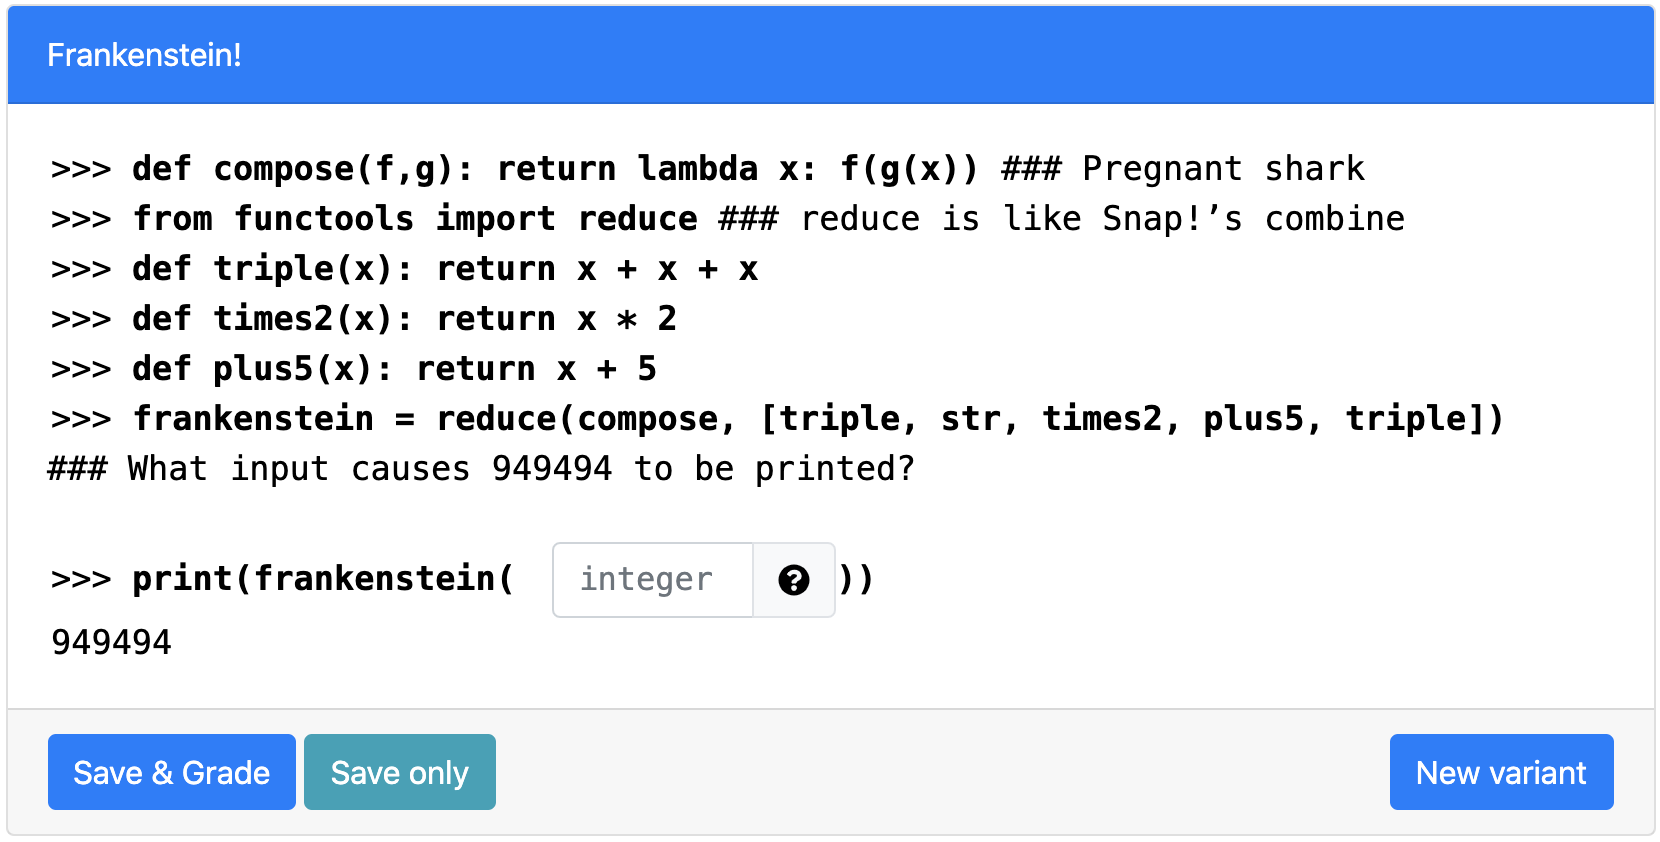 Frankenstein!
>>> def compose(f,g): return lambda x: f(g(x)) ### Pregnant shark
>>> from functools import reduce ### reduce is like Snap!’s combine
>>> def triple(x): return x + x + x
>>> def times2(x): return x * 2
>>> def plus5(x): return x + 5
>>> frankenstein = reduce(compose, [triple, str, times2, plus5, triple])
### What input causes 949494 to be printed?
>>> print(frankenstein( integer ? ))
949494
Save & Grade Save only New variant